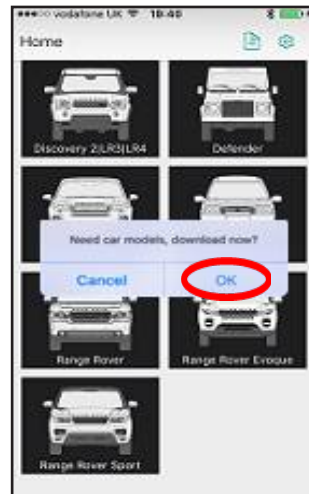 vodafone UK 18:46
Home
Discovery 2|LR3|LR4 Defender
Need car models, download now?
Cancel OK
Range Rover Range Rover Evoque
Range Rover Sport